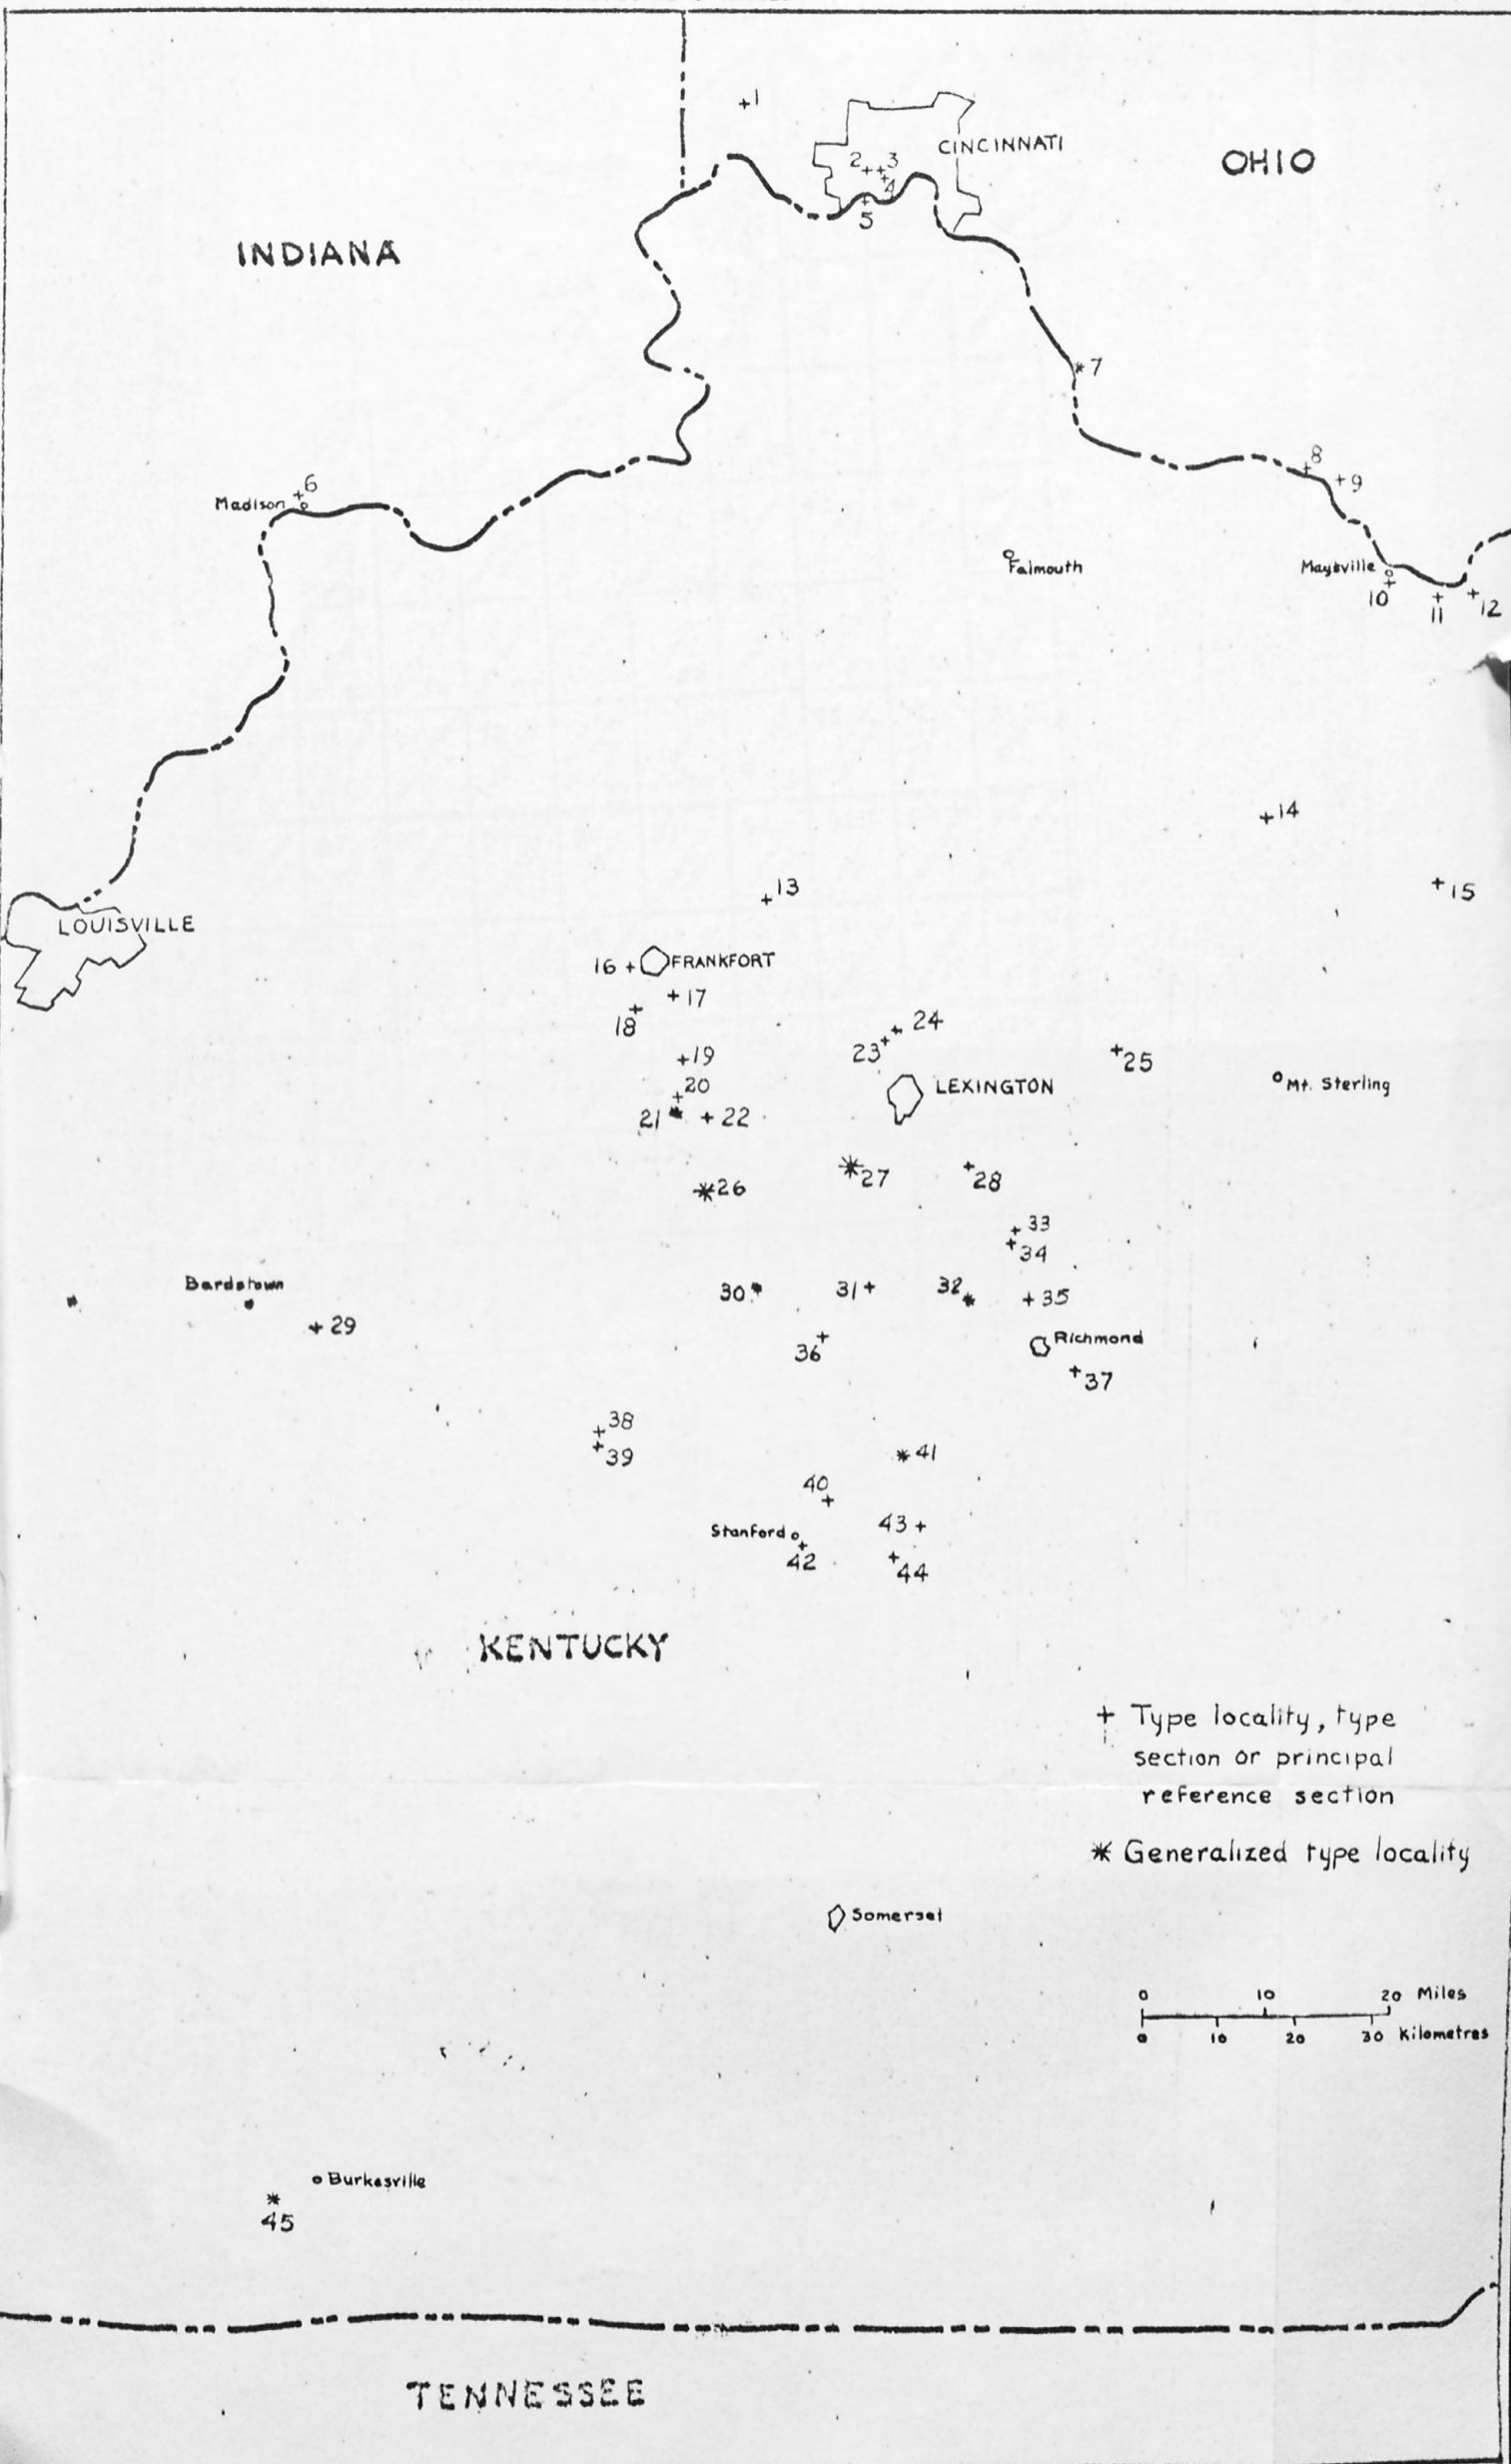 1
CINCINNATI
OHIO
2
3
4
5
INDIANA
7
8
9
6
Madison
Falmouth
Maysville
10
11
12
14
13
15
LOUISVILLE
16
FRANKFORT
17
18
24
23
19
25
20
LEXINGTON
Mt. Sterling
21
22
27
28
26
33
34
Bardstown
30
31
32
35
29
Richmond
36
37
38
39
41
40
43
Stanford
42
44
KENTUCKY
+ Type locality, type
section or principal
reference section
* Generalized type locality
Somerset
0 10 20 Miles
0 10 20 30 Kilometres
Burkesville
45
TENNESSEE